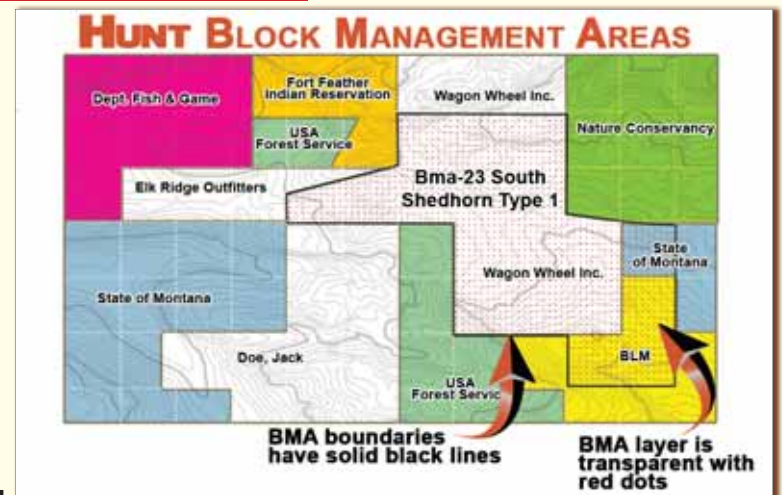 HUNT BLOCK MANAGEMENT AREAS
Dept. Fish & Game
Fort Feather
Indian Reservation
Wagon Wheel Inc.
USA
Forest Service
Nature Conservancy
Elk Ridge Outfitters
Bma-23 South
Shedhorn Type 1
State
of Montana
Wagon Wheel Inc.
State of Montana
Doe, Jack
BLM
USA
Forest Servic
BMA boundaries
have solid black lines
BMA layer is
transparent with
red dots